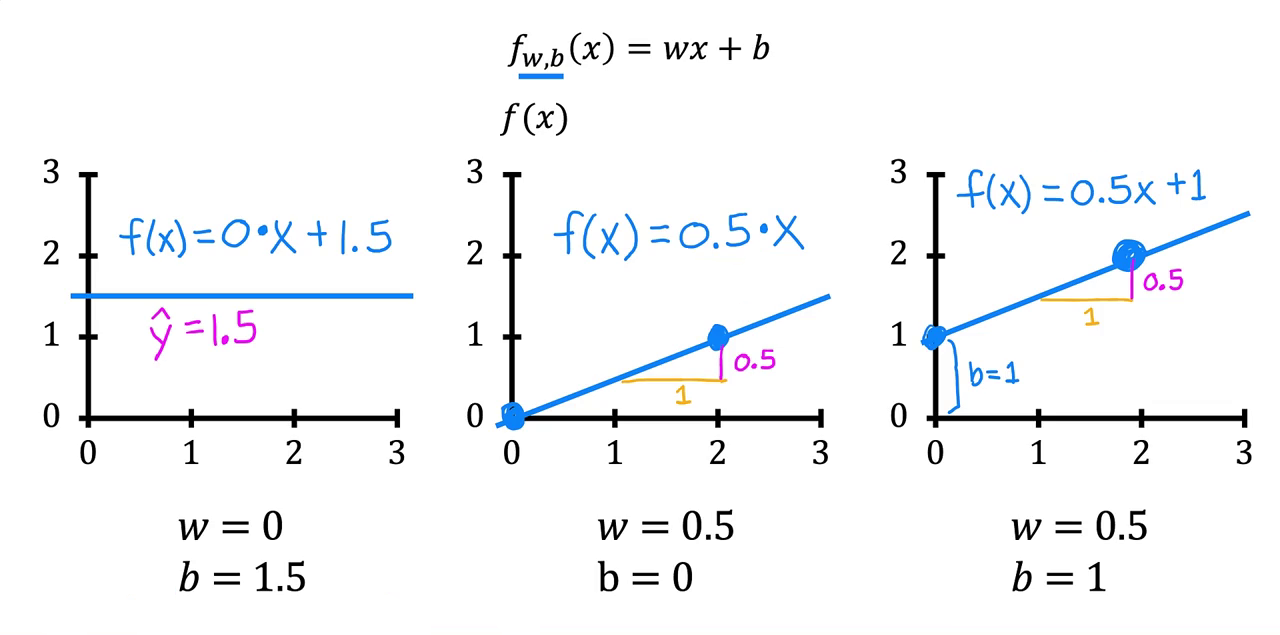 f_{w,b}(x) = wx + b
f(x)
3
2
1
0
0 1 2 3
f(x)=0•X+1.5
ŷ=1.5
w = 0
b = 1.5
3
2
1
0
0 1 2 3
f(x)=0.5•X
0.5
1
w = 0.5
b = 0
3
2
1
0
0 1 2 3
f(x)=0.5x+1
0.5
1
b=1
w = 0.5
b = 1